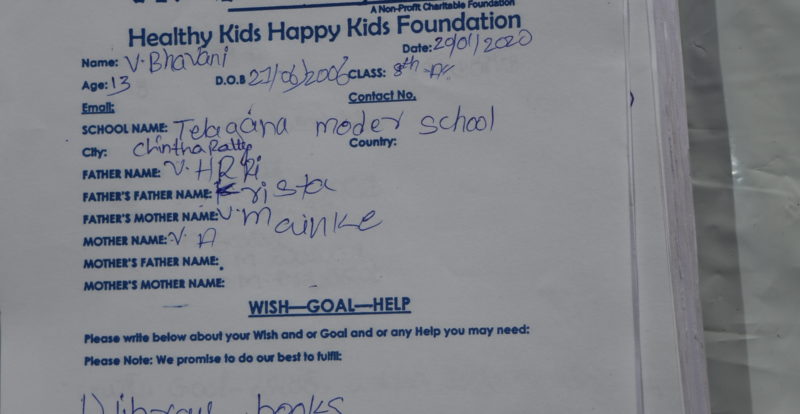 A Non-Profit Charitable Foundation
Healthy Kids Happy Kids Foundation
Name: V. Bhavani Date: 29/01/2020
Age: 13 D.O.B 27/06/2006 CLASS: 8th
Email: Contact No.
SCHOOL NAME: Telagana moder school
City: Chintha Country:
FATHER NAME: V.
FATHER'S FATHER NAME: Krista
FATHER'S MOTHER NAME: V. Mainke
MOTHER NAME: V. A
MOTHER'S FATHER NAME:
MOTHER'S MOTHER NAME:
WISH—GOAL—HELP
Please write below about your Wish and or Goal and or any Help you may need:
Please Note: We promise to do our best to fulfil:
1) books